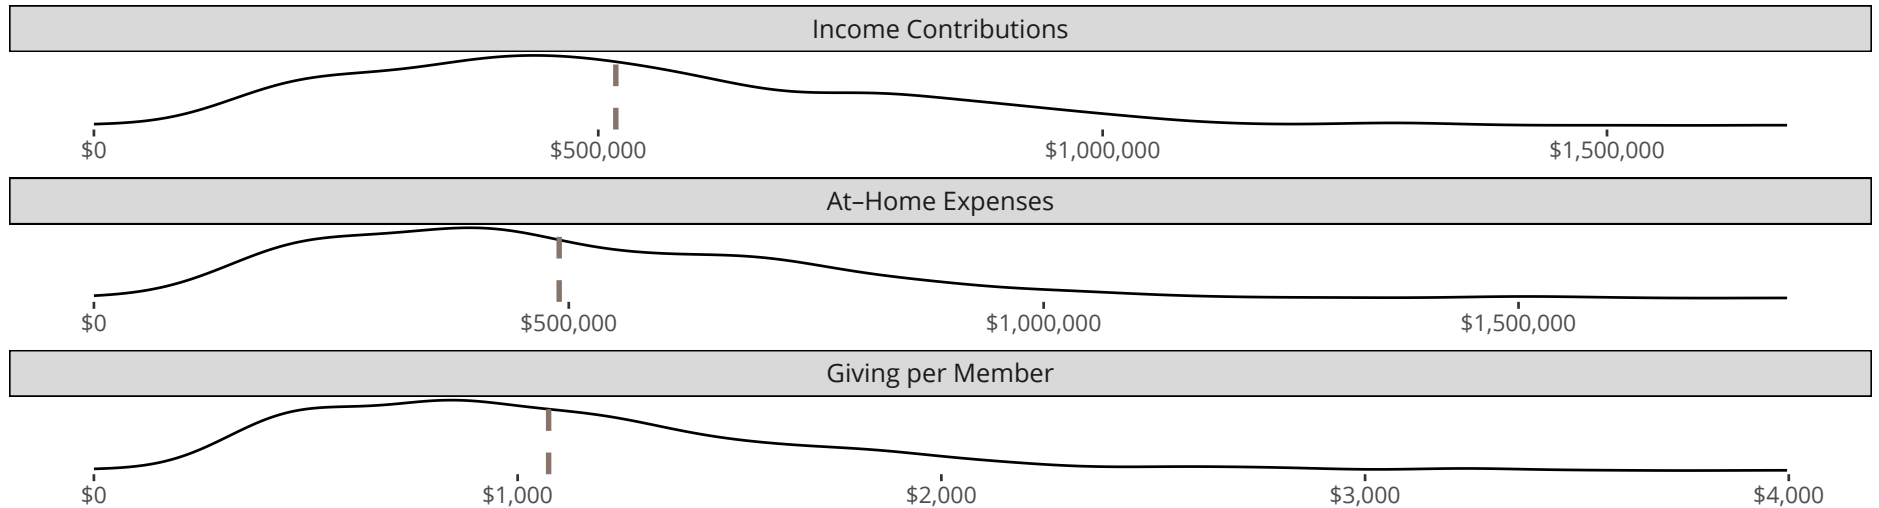 Income Contributions
$0 $500,000 $1,000,000 $1,500,000
At–Home Expenses
$0 $500,000 $1,000,000 $1,500,000
Giving per Member
$0 $1,000 $2,000 $3,000 $4,000